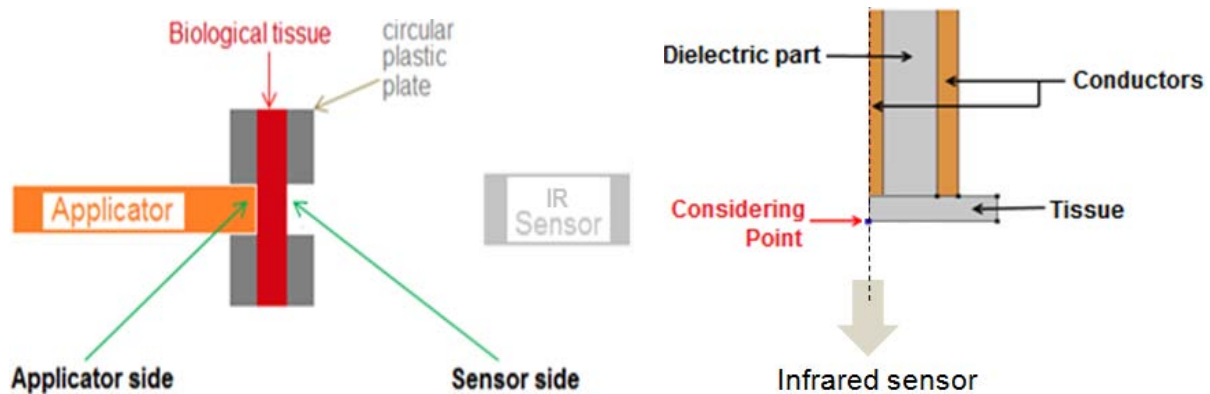 Biological tissue
circular
plastic
plate
Applicator
IR
Sensor
Applicator side
Sensor side
Dielectric part
Conductors
Considering
Point
Tissue
Infrared sensor